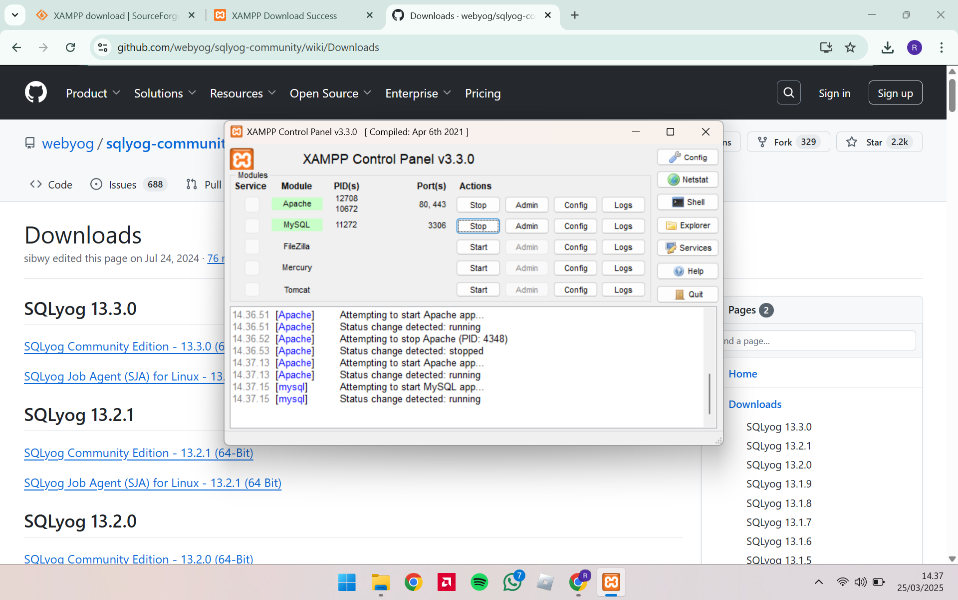 XAMPP download | SourceForg
XAMPP Download Success
Downloads · webyog/sqlyog-co
github.com/webyog/sqlyog-community/wiki/Downloads
R
Product
Solutions
Resources
Open Source
Enterprise
Pricing
Sign in
Sign up
webyog / sqlyog-communit
ns
Fork 329
Star 2.2k
Code
Issues 688
Pull
Downloads
sibwy edited this page on Jul 24, 2024 · 76 r
SQLyog 13.3.0
SQLyog Community Edition - 13.3.0 (6
SQLyog Job Agent (SJA) for Linux - 13.
SQLyog 13.2.1
SQLyog Community Edition - 13.2.1 (64-Bit)
SQLyog Job Agent (SJA) for Linux - 13.2.1 (64 Bit)
SQLyog 13.2.0
SQLyog Community Edition - 13.2.0 (64-Bit)
XAMPP Control Panel v3.3.0 [ Compiled: Apr 6th 2021 ]
XAMPP Control Panel v3.3.0
Modules
Service Module PID(s) Port(s) Actions
Apache 12708 10672 80, 443 Stop Admin Config Logs
MySQL 11272 3306 Stop Admin Config Logs
FileZilla Start Admin Config Logs
Mercury Start Admin Config Logs
Tomcat Start Admin Config Logs
Config
Netstat
Shell
Explorer
Services
Help
Quit
14.36.51 [Apache] Attempting to start Apache app...
14.36.51 [Apache] Status change detected: running
14.36.52 [Apache] Attempting to stop Apache (PID: 4348)
14.36.53 [Apache] Status change detected: stopped
14.37.13 [Apache] Attempting to start Apache app...
14.37.13 [Apache] Status change detected: running
14.37.15 [mysql] Attempting to start MySQL app...
14.37.15 [mysql] Status change detected: running
Pages 2
nd a page...
Home
Downloads
SQLyog 13.3.0
SQLyog 13.2.1
SQLyog 13.2.0
SQLyog 13.1.9
SQLyog 13.1.8
SQLyog 13.1.7
SQLyog 13.1.6
SQLyog 13.1.5
7
R
14.37
25/03/2025